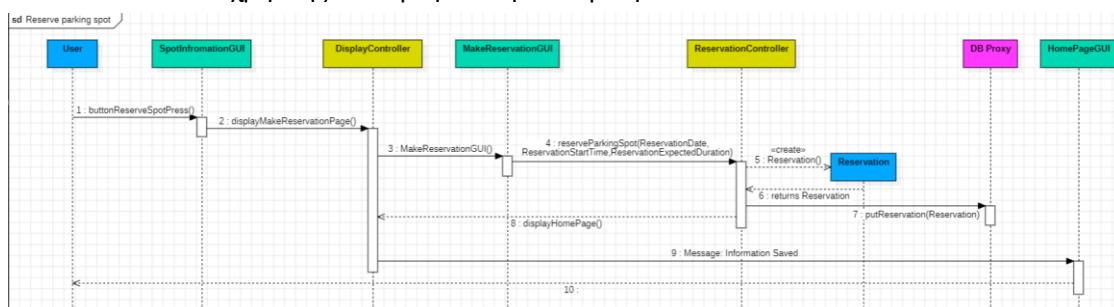 sd Reserve parking spot
User
SpotInfromationGUI
DisplayController
MakeReservationGUI
ReservationController
DB Proxy
HomePageGUI
1 : buttonReserveSpotPress()
2 : displayMakeReservationPage()
3 : MakeReservationGUI()
4 : reserveParkingSpot(ReservationDate,
ReservationStartTime,ReservationExpectedDuration)
«create»
5 : Reservation()
Reservation
6 : returns Reservation
7 : putReservation(Reservation)
8 : displayHomePage()
9 : Message: Information Saved
10 :